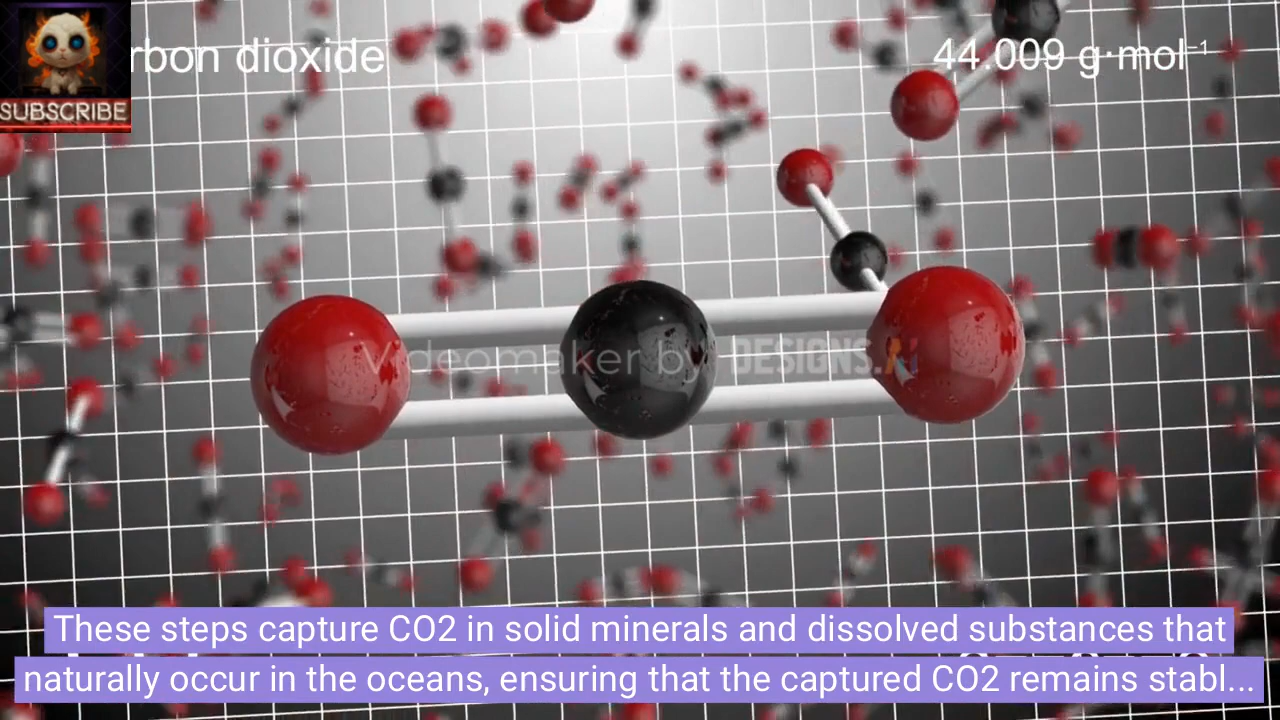 rbon dioxide
44.009 g·mol⁻¹
SUBSCRIBE
Videomaker by DESIGNS.AI
These steps capture CO2 in solid minerals and dissolved substances that
naturally occur in the oceans, ensuring that the captured CO2 remains stabl...